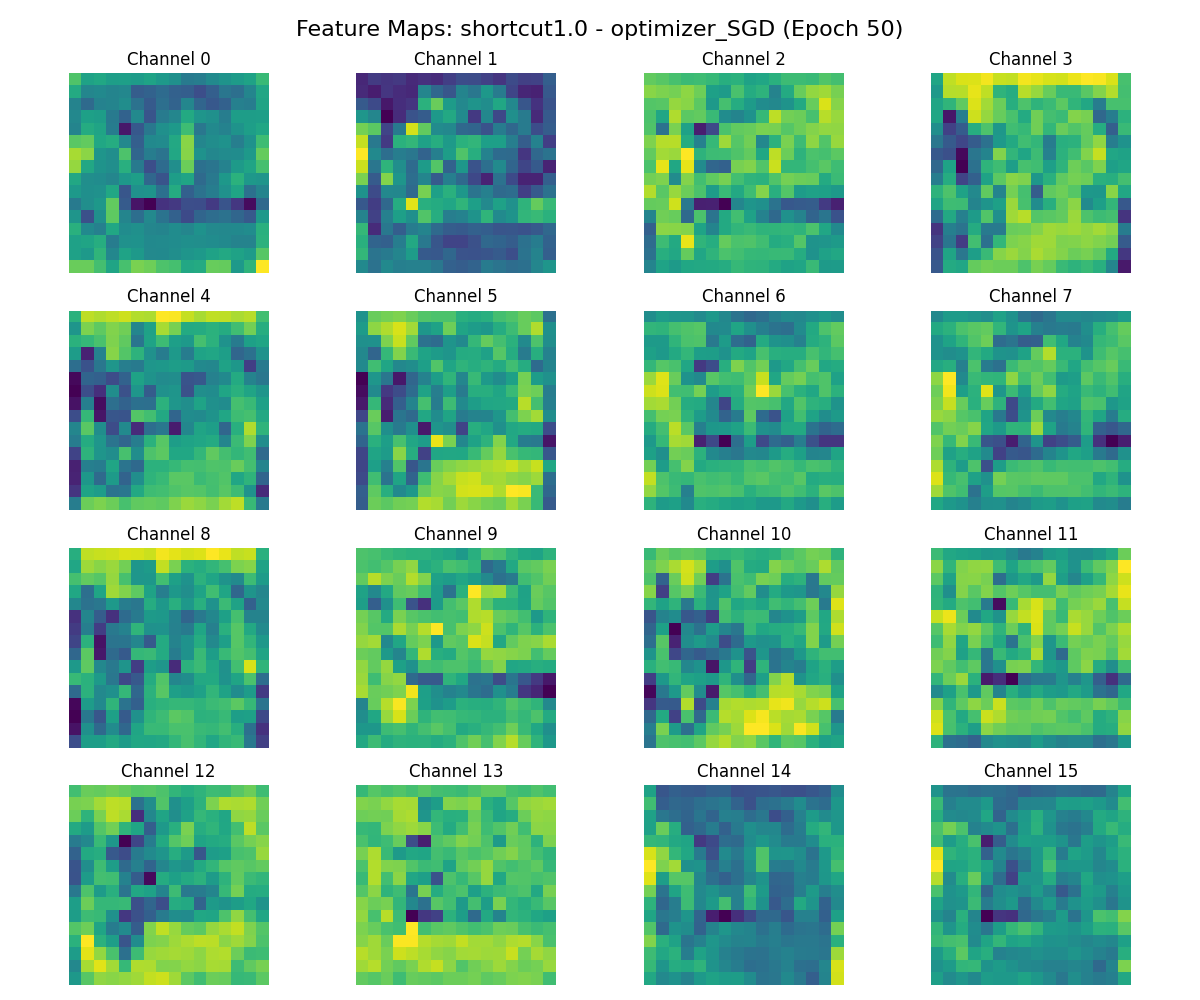 Feature Maps: shortcut1.0 - optimizer_SGD (Epoch 50)
Channel 0
Channel 1
Channel 2
Channel 3
Channel 4
Channel 5
Channel 6
Channel 7
Channel 8
Channel 9
Channel 10
Channel 11
Channel 12
Channel 13
Channel 14
Channel 15